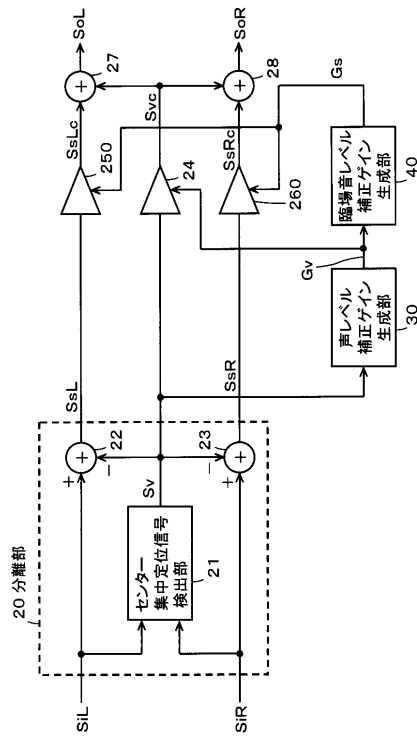 20 分離部
SiL
SiR
センター
集中定位信号
検出部
21
Sv
22
+
+
−
23
+
+
−
SsL
SsR
声レベル
補正ゲイン
生成部
30
Gv
臨場音レベル
補正ゲイン
生成部
40
Gs
250
24
260
SsLc
Svc
SsRc
+
27
+
28
SoL
SoR